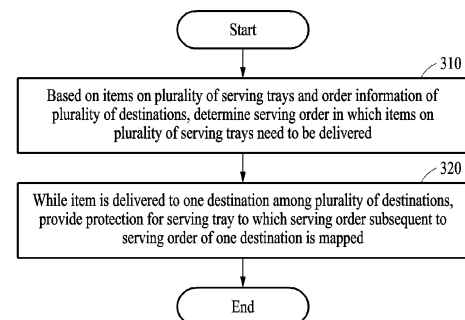 Start
310
Based on items on plurality of serving trays and order information of
plurality of destinations, determine serving order in which items on
plurality of serving trays need to be delivered
320
While item is delivered to one destination among plurality of destinations,
provide protection for serving tray to which serving order subsequent to
serving order of one destination is mapped
End